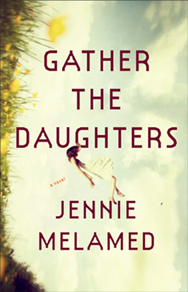 GATHER
THE
DAUGHTERS
a novel
JENNIE
MELAMED